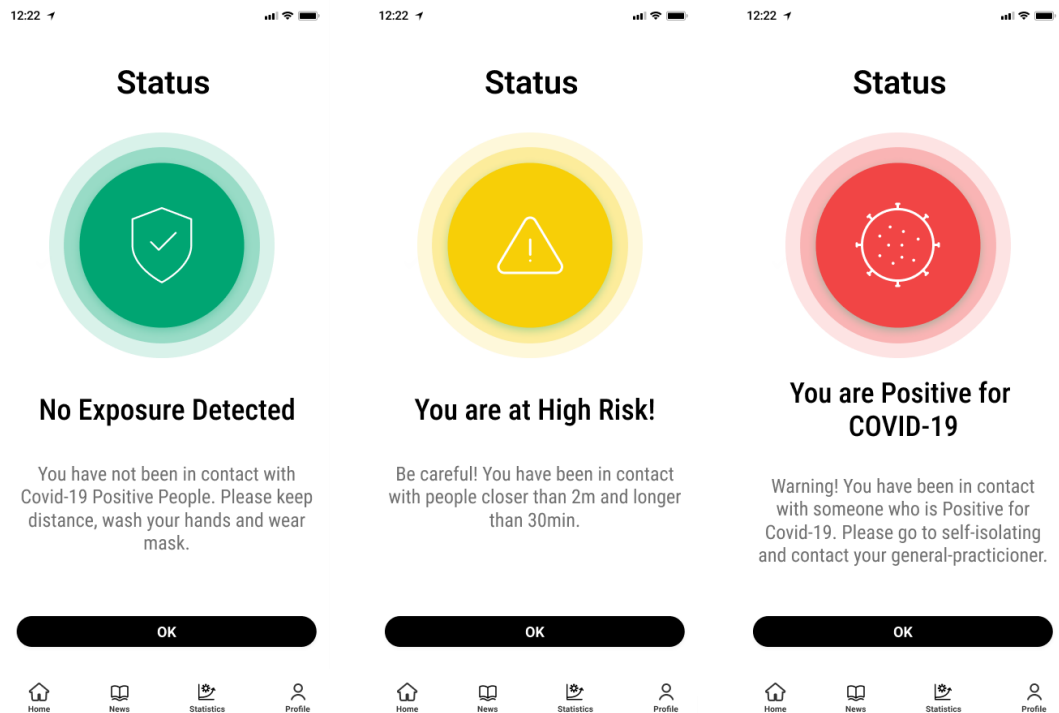 12:22
Status
No Exposure Detected
You have not been in contact with
Covid-19 Positive People. Please keep
distance, wash your hands and wear
mask.
OK
Home News Statistics Profile
12:22
Status
You are at High Risk!
Be careful! You have been in contact
with people closer than 2m and longer
than 30min.
OK
Home News Statistics Profile
12:22
Status
You are Positive for
COVID-19
Warning! You have been in contact
with someone who is Positive for
Covid-19. Please go to self-isolating
and contact your general-practicioner.
OK
Home News Statistics Profile